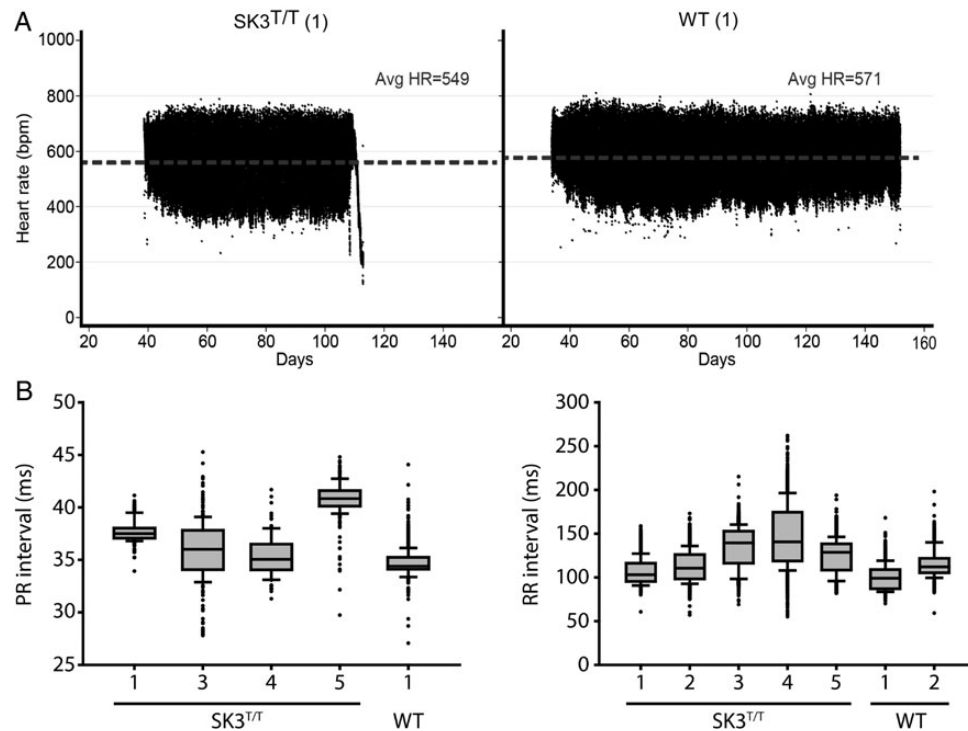 A
SK3T/T (1)
WT (1)
1000
800
600
400
200
0
Heart rate (bpm)
Avg HR=549
Avg HR=571
20 40 60 80 100 120 140
Days
20 40 60 80 100 120 140 160
Days
B
50
45
40
35
30
25
PR interval (ms)
1 3 4 5 1
SK3T/T WT
300
250
200
150
100
50
0
RR interval (ms)
1 2 3 4 5 1 2
SK3T/T WT